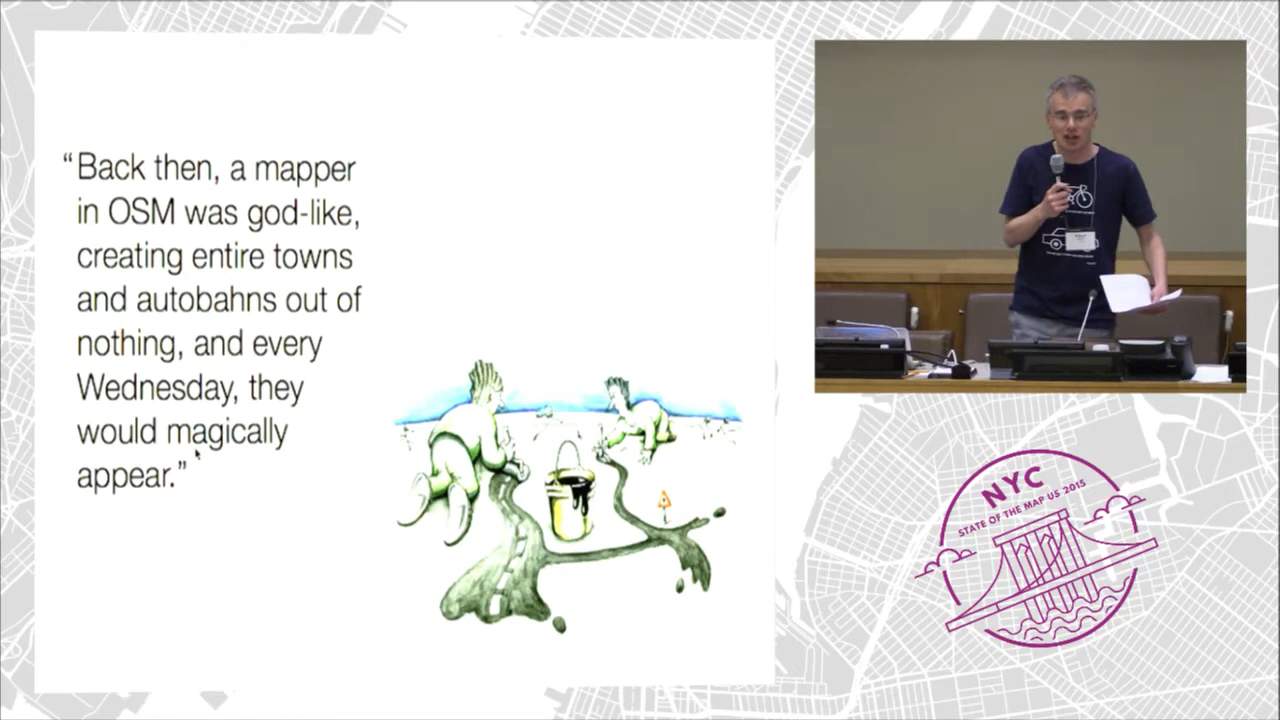 “Back then, a mapper
in OSM was god-like,
creating entire towns
and autobahns out of
nothing, and every
Wednesday, they
would magically
appear.”
NYC
STATE OF THE MAP US 2015